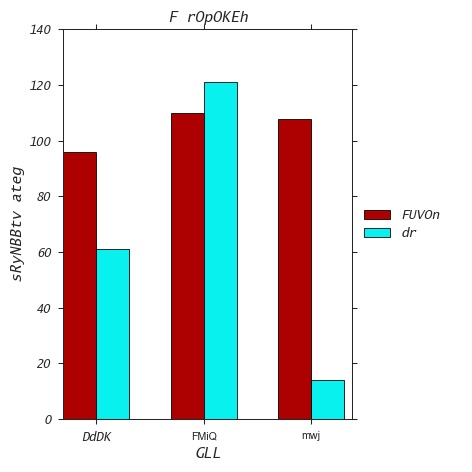 F rOpOKEh
sRyNBBtv ateg
140
120
100
80
60
40
20
0
DdDK
FMiQ
mwj
GLL
FUVOn
dr